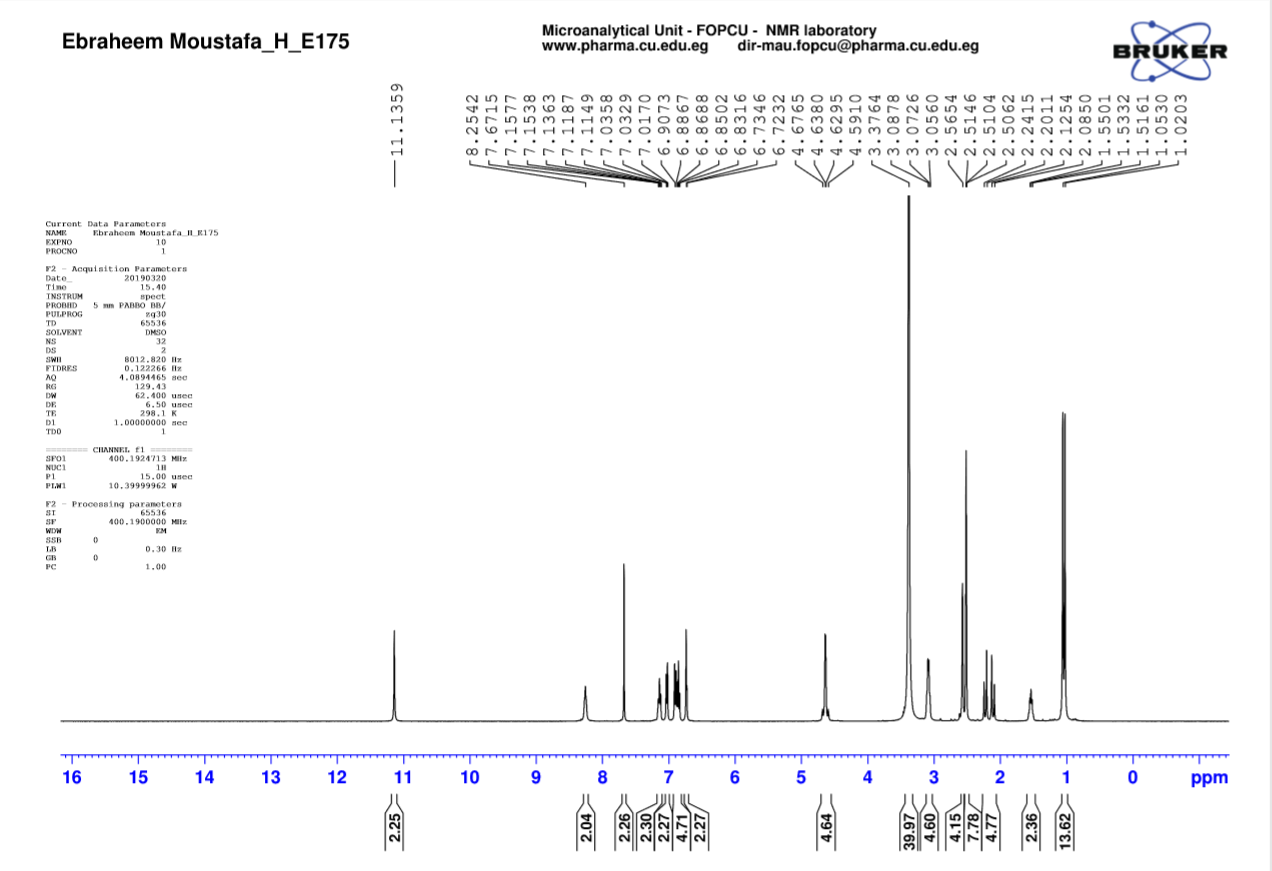 Ebraheem Moustafa_H_E175
Microanalytical Unit - FOPCU - NMR laboratory
www.pharma.cu.edu.eg dir-mau.fopcu@pharma.cu.edu.eg
BRUKER
11.1359
8.2542
7.6715
7.1577
7.1538
7.1363
7.1187
7.1149
7.0358
7.0329
7.0170
6.9073
6.8867
6.8688
6.8502
6.8316
6.7346
6.7232
4.6765
4.6380
4.6295
4.5910
3.3764
3.0878
3.0726
3.0560
2.5654
2.5146
2.5104
2.5062
2.2415
2.2011
2.1254
2.0850
1.5501
1.5332
1.5161
1.0530
1.0203
Current Data Parameters
NAME Ebraheem Moustafa_H_E175
EXPNO 10
PROCNO 1
F2 - Acquisition Parameters
Date_ 20190320
Time 15.40
INSTRUM spect
PROBHD 5 mm PABBO BB/
PULPROG zg30
TD 65536
SOLVENT DMSO
NS 32
DS 2
SWH 8012.820 Hz
FIDRES 0.122266 Hz
AQ 4.0894465 sec
RG 129.43
DW 62.400 usec
DE 6.50 usec
TE 298.1 K
D1 1.00000000 sec
TD0 1
======== CHANNEL f1 ========
SFO1 400.1924713 MHz
NUC1 1H
P1 15.00 usec
PLW1 10.39999962 W
F2 - Processing parameters
SI 65536
SF 400.1900000 MHz
WDW EM
SSB 0
LB 0.30 Hz
GB 0
PC 1.00
16 15 14 13 12 11 10 9 8 7 6 5 4 3 2 1 0 ppm
2.25
2.04
2.26
2.30
2.27
4.71
2.27
4.64
39.97
4.60
4.15
7.78
4.77
2.36
13.62